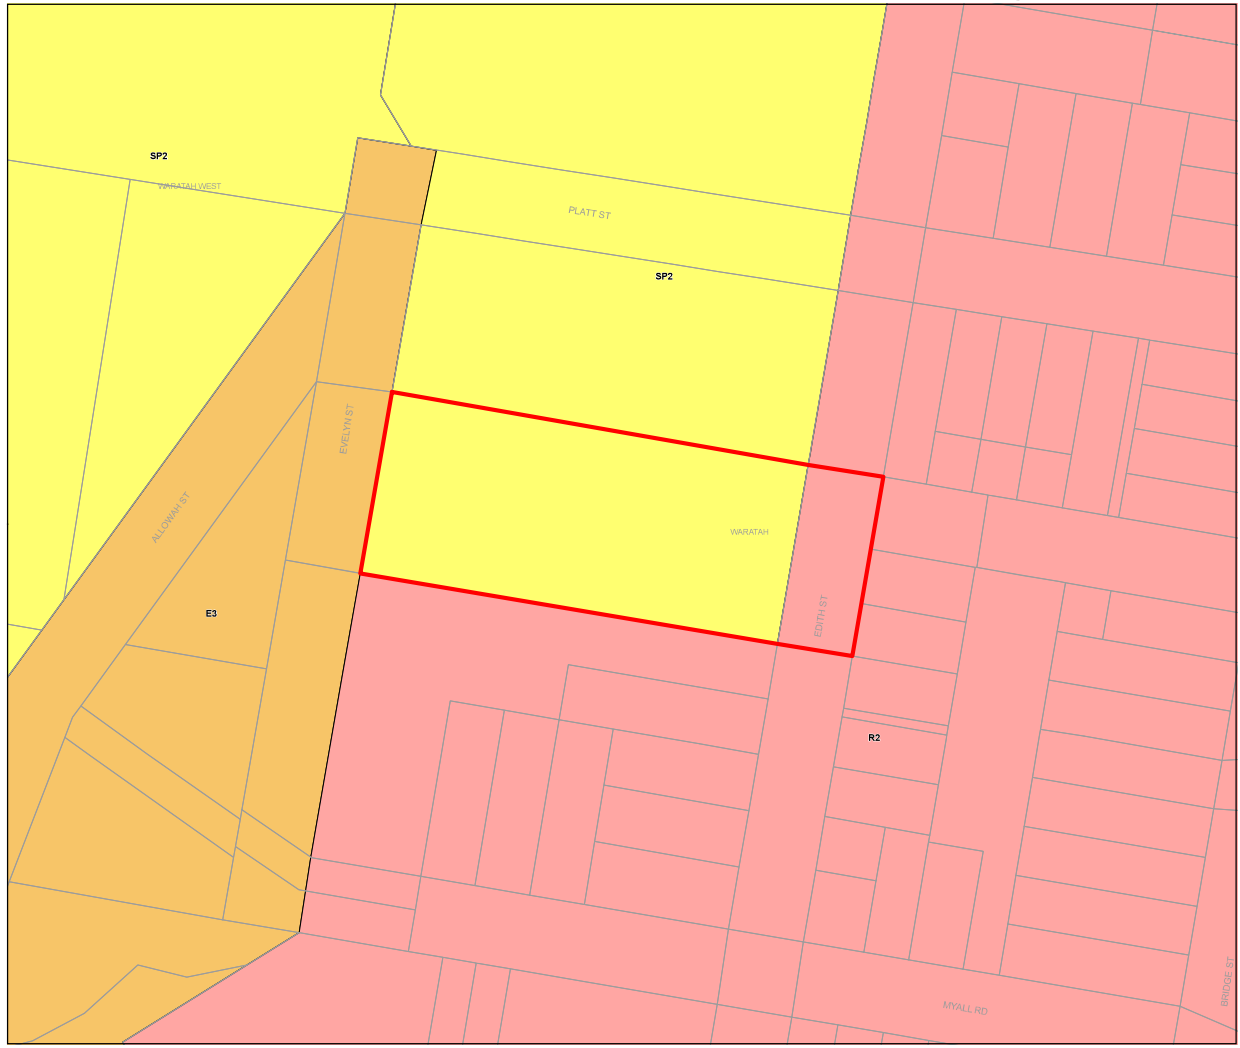 SP2
WARATAH WEST
PLATT ST
SP2
EVELYN ST
ALLOWAH ST
WARATAH
EDITH ST
E3
R2
BRIDGE ST
MYALL RD